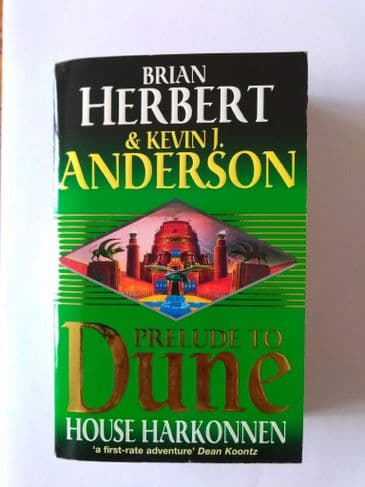 BRIAN
HERBERT
& KEVIN J.
ANDERSON
PRELUDE TO
Dune
HOUSE HARKONNEN
'a first-rate adventure' Dean Koontz